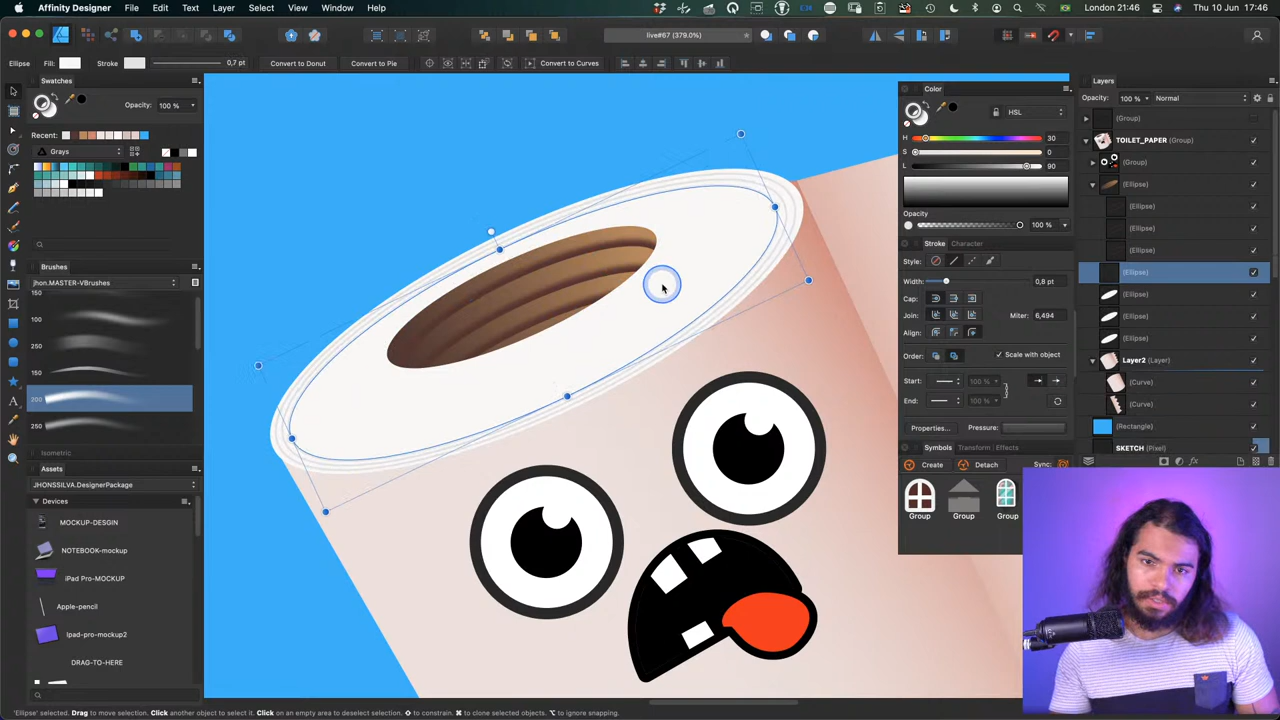 Affinity Designer File Edit Text Layer Select View Window Help London 21:46 Thu 10 Jun 17:46
live#67 (379.0%)
Ellipse Fill: Stroke 0,7 pt Convert to Donut Convert to Pie Convert to Curves
Swatches
Opacity: 100 %
Recent:
Grays
Brushes
jhon.MASTER-VBrushes
150
100
250
150
200
250
Isometric
Assets
JHONSSILVA.DesignerPackage
Devices
MOCKUP-DESGIN
NOTEBOOK-mockup
iPad Pro-MOCKUP
Apple-pencil
Ipad-pro-mockup2
DRAG-TO-HERE
Color
HSL
H 30
S 0
L 90
Opacity
100 %
Stroke Character
Style:
Width: 0,8 pt
Cap:
Join: Miter: 6,494
Align:
Order: Scale with object
Start: 100 %
End: 100 %
Properties... Pressure:
Symbols Transform Effects
Create Detach Sync:
Group Group Group
Layers
Opacity: 100 % Normal
(Group)
TOILET_PAPER (Group)
(Group)
(Ellipse)
(Ellipse)
(Ellipse)
(Ellipse)
(Ellipse)
(Ellipse)
(Ellipse)
(Ellipse)
Layer2 (Layer)
(Curve)
(Curve)
(Rectangle)
SKETCH (Pixel)
'Ellipse' selected. Drag to move selection. Click another object to select it. Click on an empty area to deselect selection. ⇧ to constrain. ⌘ to clone selected objects. ⌥ to ignore snapping.